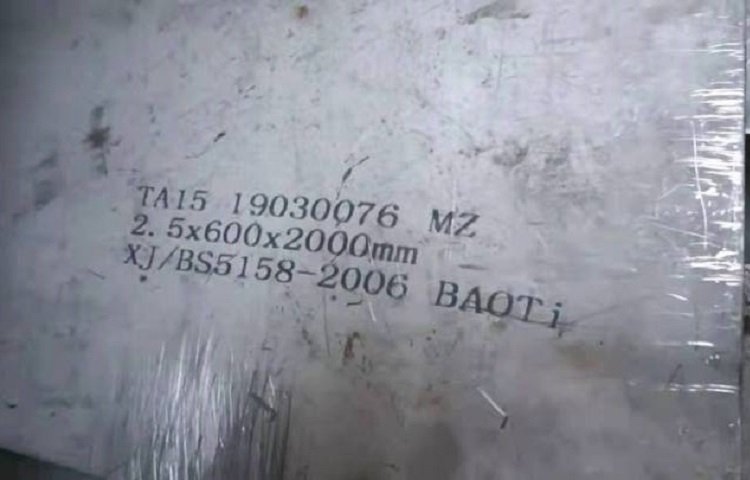 TA15 19030076 MZ
2.5x600x2000mm
XJ/BS5158-2006 BAOTi